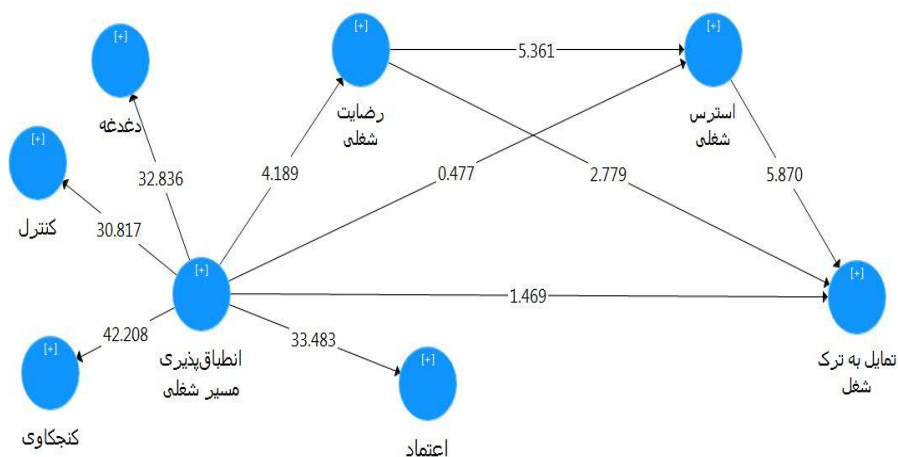 [+]
دغدغه
[+]
رضایت
شغلی
[+]
استرس
شغلی
5.361
[+]
کنترل
32.836
4.189
0.477
2.779
5.870
30.817
[+]
انطباق‌پذیری
مسیر شغلی
1.469
[+]
تمایل به ترک
شغل
42.208
33.483
[+]
کنجکاوی
[+]
اعتماد